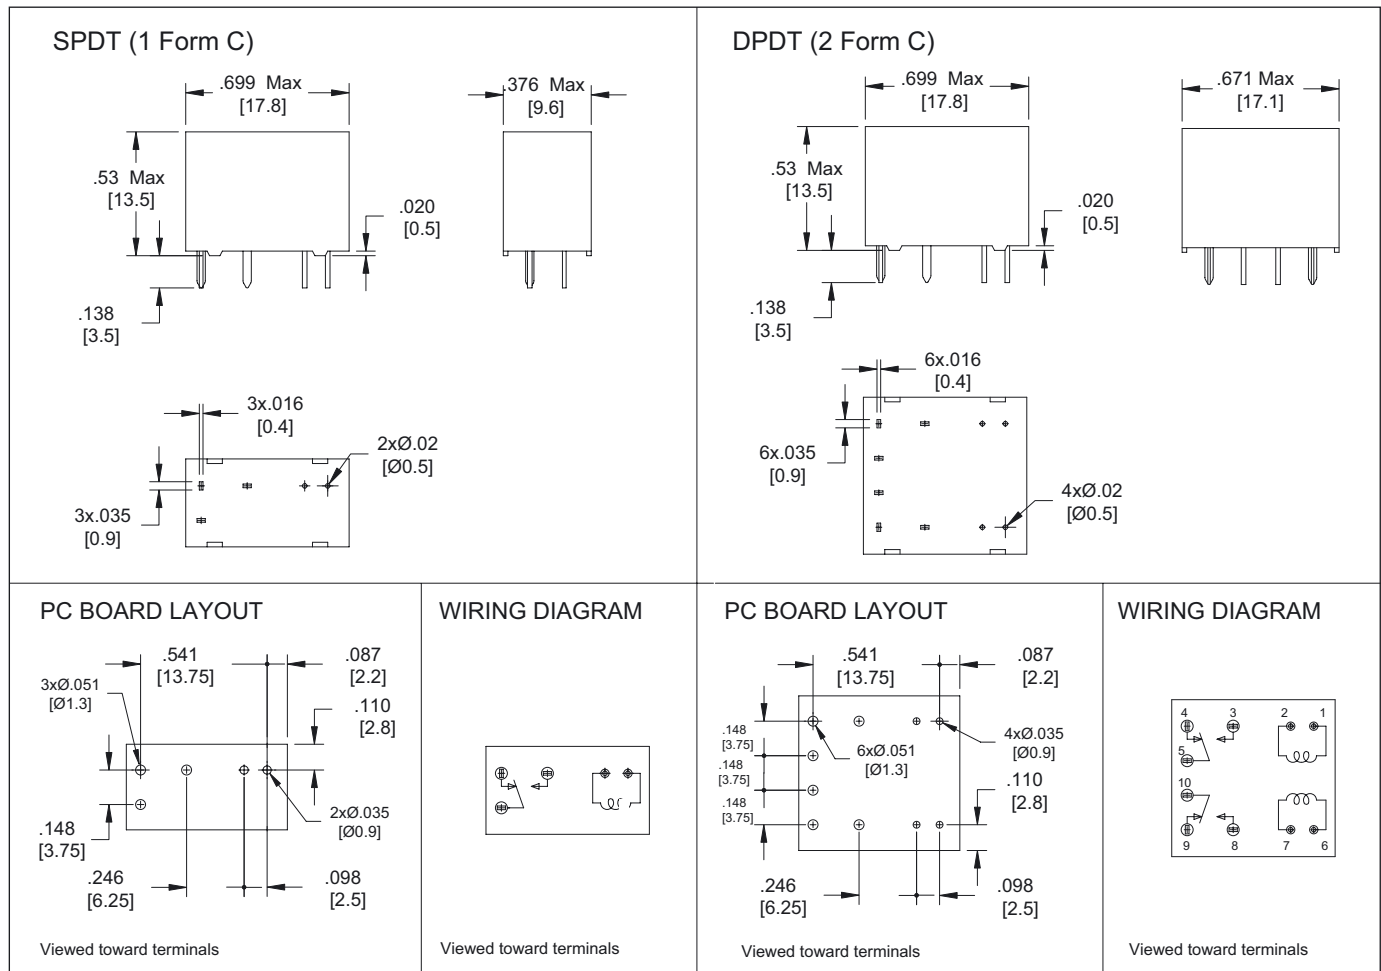 SPDT (1 Form C)
.699 Max
[17.8]
.376 Max
[9.6]
.53 Max
[13.5]
.020
[0.5]
.138
[3.5]
3x.016
[0.4]
2xØ.02
[Ø0.5]
3x.035
[0.9]
DPDT (2 Form C)
.699 Max
[17.8]
.671 Max
[17.1]
.53 Max
[13.5]
.020
[0.5]
.138
[3.5]
6x.016
[0.4]
6x.035
[0.9]
4xØ.02
[Ø0.5]
PC BOARD LAYOUT
.541
[13.75]
.087
[2.2]
3xØ.051
[Ø1.3]
.110
[2.8]
.148
[3.75]
2xØ.035
[Ø0.9]
.246
[6.25]
.098
[2.5]
Viewed toward terminals
WIRING DIAGRAM
Viewed toward terminals
PC BOARD LAYOUT
.541
[13.75]
.087
[2.2]
.148
[3.75]
.148
[3.75]
.148
[3.75]
6xØ.051
[Ø1.3]
4xØ.035
[Ø0.9]
.110
[2.8]
.246
[6.25]
.098
[2.5]
Viewed toward terminals
WIRING DIAGRAM
4 3 2 1
5
10
9 8 7 6
Viewed toward terminals